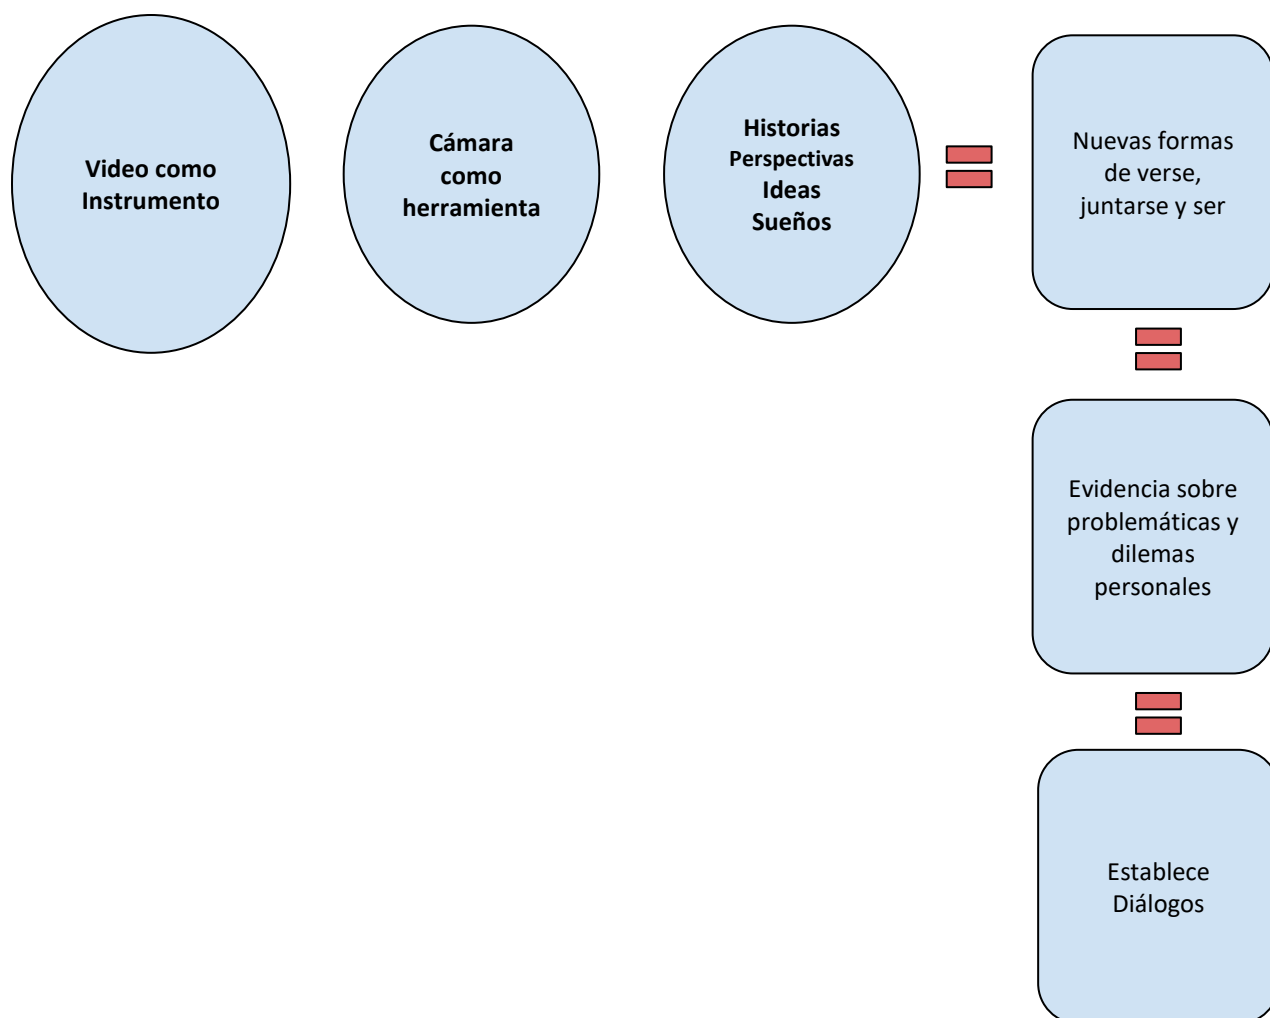 Video como
Instrumento
Cámara
como
herramienta
Historias
Perspectivas
Ideas
Sueños
Nuevas formas
de verse,
juntarse y ser
Evidencia sobre
problemáticas y
dilemas
personales
Establece
Diálogos